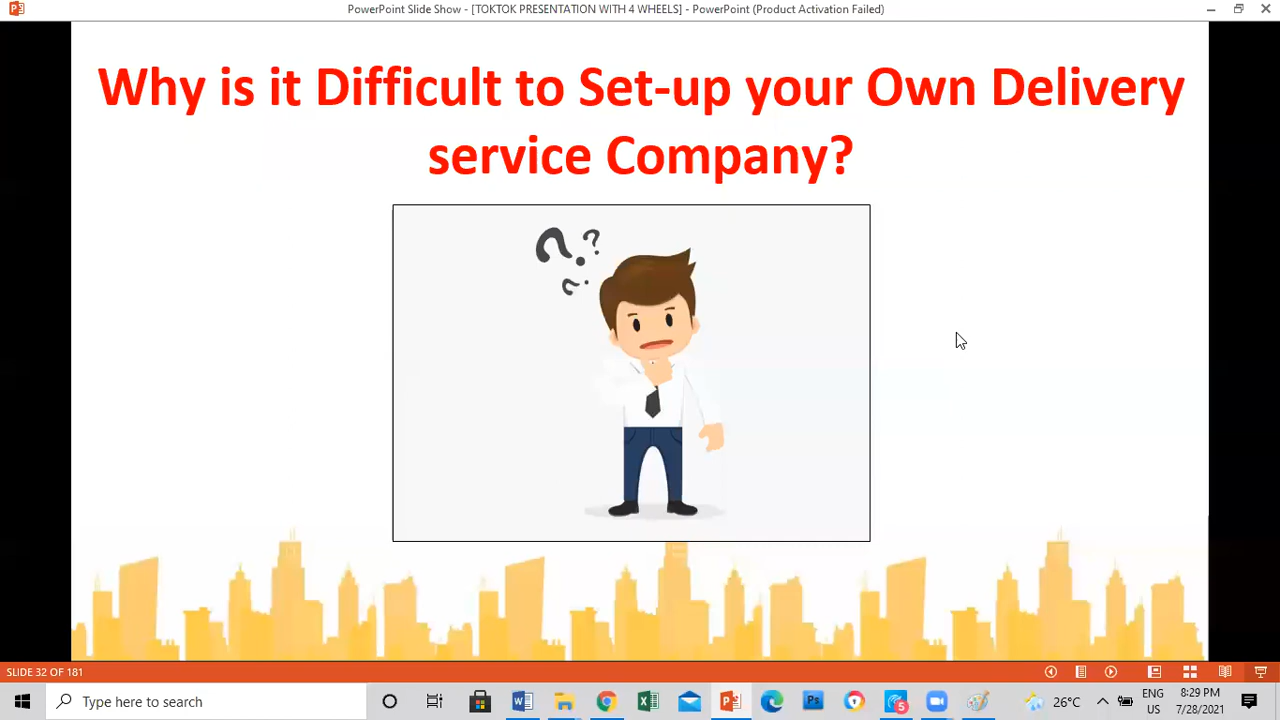 PowerPoint Slide Show - [TOKTOK PRESENTATION WITH 4 WHEELS] - PowerPoint (Product Activation Failed)
Why is it Difficult to Set-up your Own Delivery
service Company?
? ?
?
SLIDE 32 OF 181
Type here to search
5
26°C
ENG
US
8:29 PM
7/28/2021